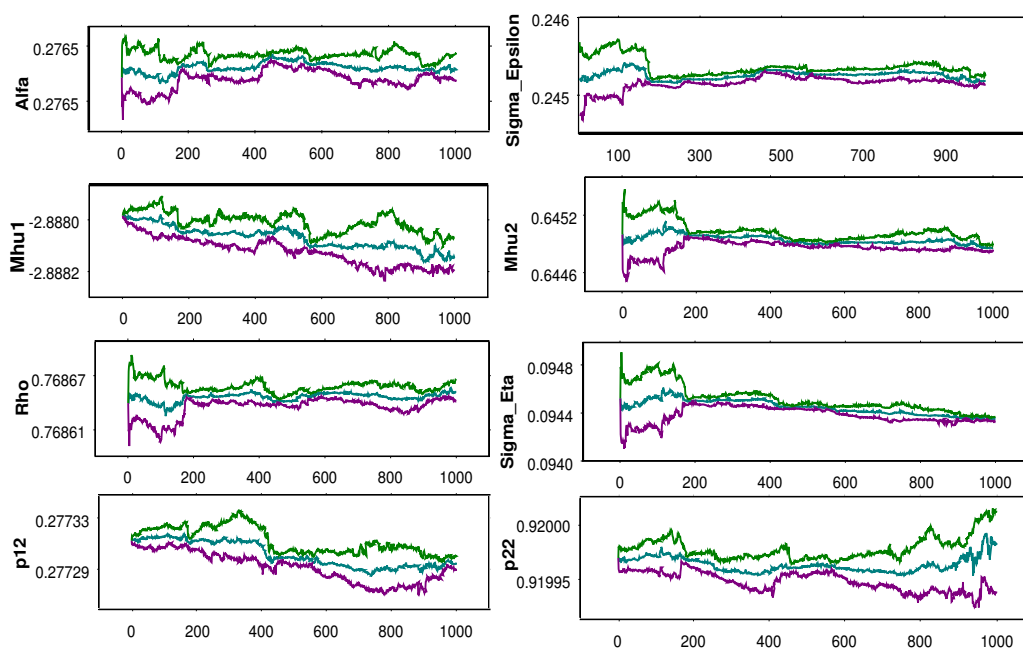 Alfa
0.2765
0.2765
0 200 400 600 800 1000
Sigma_Epsilon
0.246
0.245
100 300 500 700 900
Mhu1
-2.8880
-2.8882
0 200 400 600 800 1000
Mhu2
0.6452
0.6446
0 200 400 600 800 1000
Rho
0.76867
0.76861
0 200 400 600 800 1000
Sigma_Eta
0.0948
0.0944
0.0940
0 200 400 600 800 1000
p12
0.27733
0.27729
0 200 400 600 800 1000
p22
0.92000
0.91995
0 200 400 600 800 1000